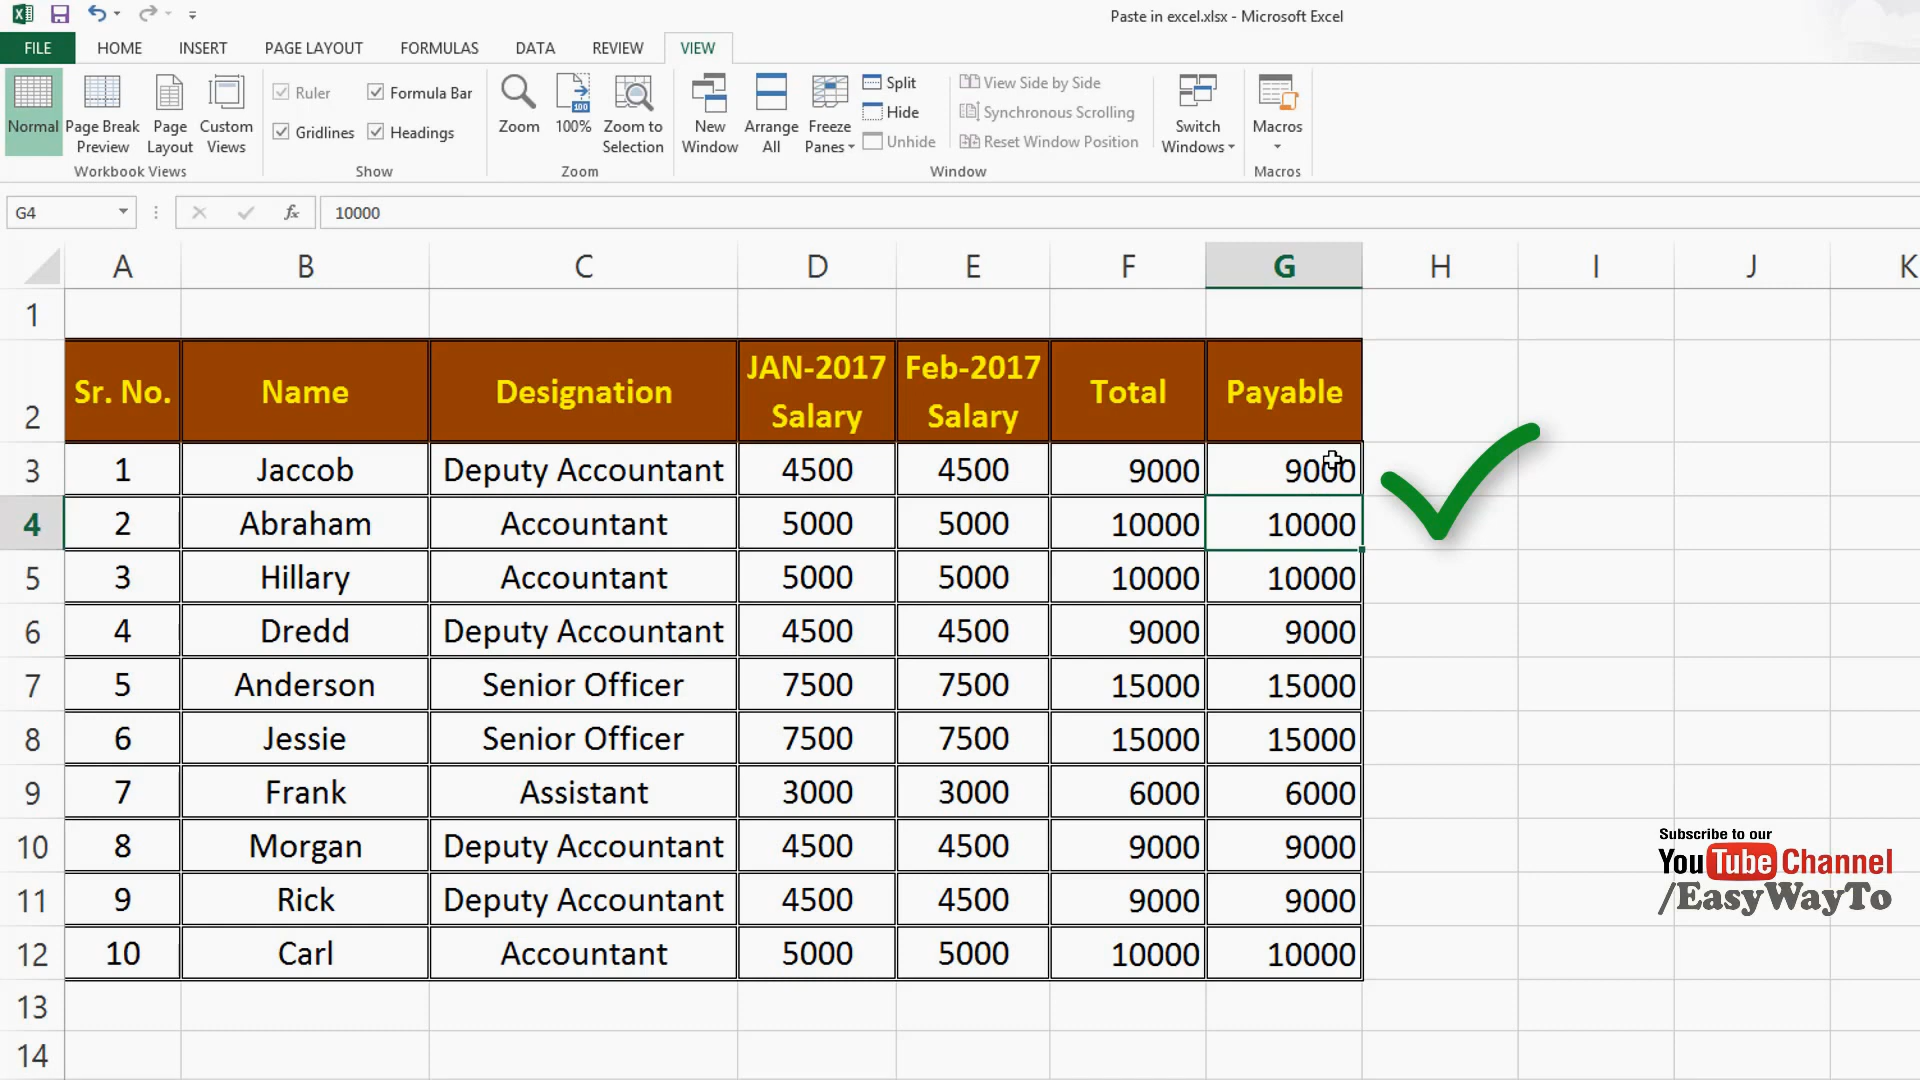 Paste in excel.xlsx - Microsoft Excel
FILE HOME INSERT PAGE LAYOUT FORMULAS DATA REVIEW VIEW
Normal Page Break Preview Page Layout Custom Views
Workbook Views
Ruler Formula Bar
Gridlines Headings
Show
Zoom 100% Zoom to Selection
Zoom
New Window Arrange All Freeze Panes
Split
Hide
Unhide
View Side by Side
Synchronous Scrolling
Reset Window Position
Switch Windows
Window
Macros
Macros
G4 fx 10000
A B C D E F G H I J K
1
2 Sr. No. Name Designation JAN-2017 Salary Feb-2017 Salary Total Payable
3 1 Jaccob Deputy Accountant 4500 4500 9000 9000
4 2 Abraham Accountant 5000 5000 10000 10000
5 3 Hillary Accountant 5000 5000 10000 10000
6 4 Dredd Deputy Accountant 4500 4500 9000 9000
7 5 Anderson Senior Officer 7500 7500 15000 15000
8 6 Jessie Senior Officer 7500 7500 15000 15000
9 7 Frank Assistant 3000 3000 6000 6000
10 8 Morgan Deputy Accountant 4500 4500 9000 9000
11 9 Rick Deputy Accountant 4500 4500 9000 9000
12 10 Carl Accountant 5000 5000 10000 10000
13
14
Subscribe to our
YouTube Channel
/EasyWayTo